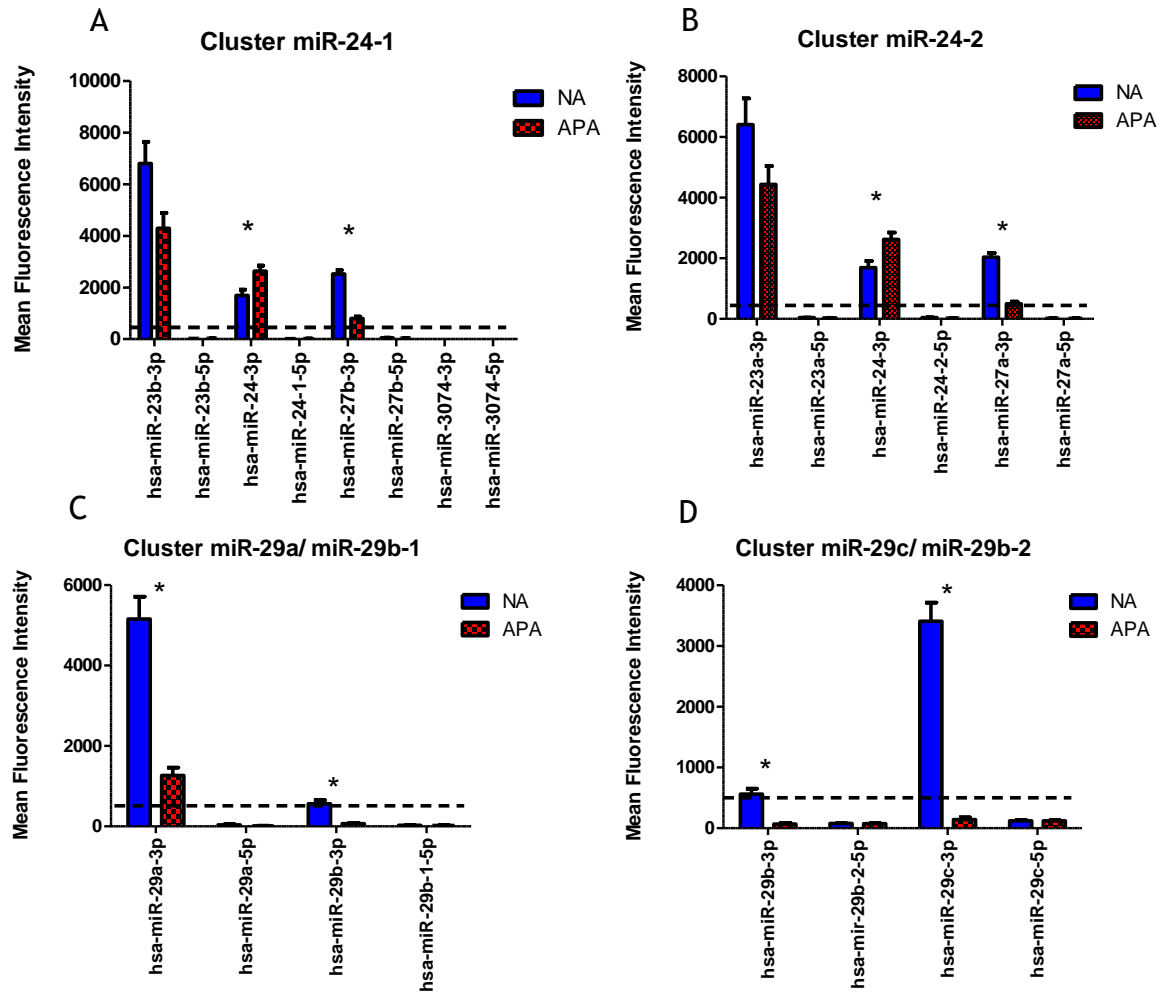 A
Cluster miR-24-1
Mean Fluorescence Intensity
10000
8000
6000
4000
2000
0
NA
APA
*
*
hsa-miR-23b-3p
hsa-miR-23b-5p
hsa-miR-24-3p
hsa-miR-24-1-5p
hsa-miR-27b-3p
hsa-miR-27b-5p
hsa-miR-3074-3p
hsa-miR-3074-5p
B
Cluster miR-24-2
Mean Fluorescence Intensity
8000
6000
4000
2000
0
NA
APA
*
*
hsa-miR-23a-3p
hsa-miR-23a-5p
hsa-miR-24-3p
hsa-miR-24-2-5p
hsa-miR-27a-3p
hsa-miR-27a-5p
C
Cluster miR-29a/ miR-29b-1
Mean Fluorescence Intensity
6000
4000
2000
0
NA
APA
*
*
hsa-miR-29a-3p
hsa-miR-29a-5p
hsa-miR-29b-3p
hsa-miR-29b-1-5p
D
Cluster miR-29c/ miR-29b-2
Mean Fluorescence Intensity
4000
3000
2000
1000
0
NA
APA
*
*
hsa-miR-29b-3p
hsa-mir-29b-2-5p
hsa-miR-29c-3p
hsa-miR-29c-5p